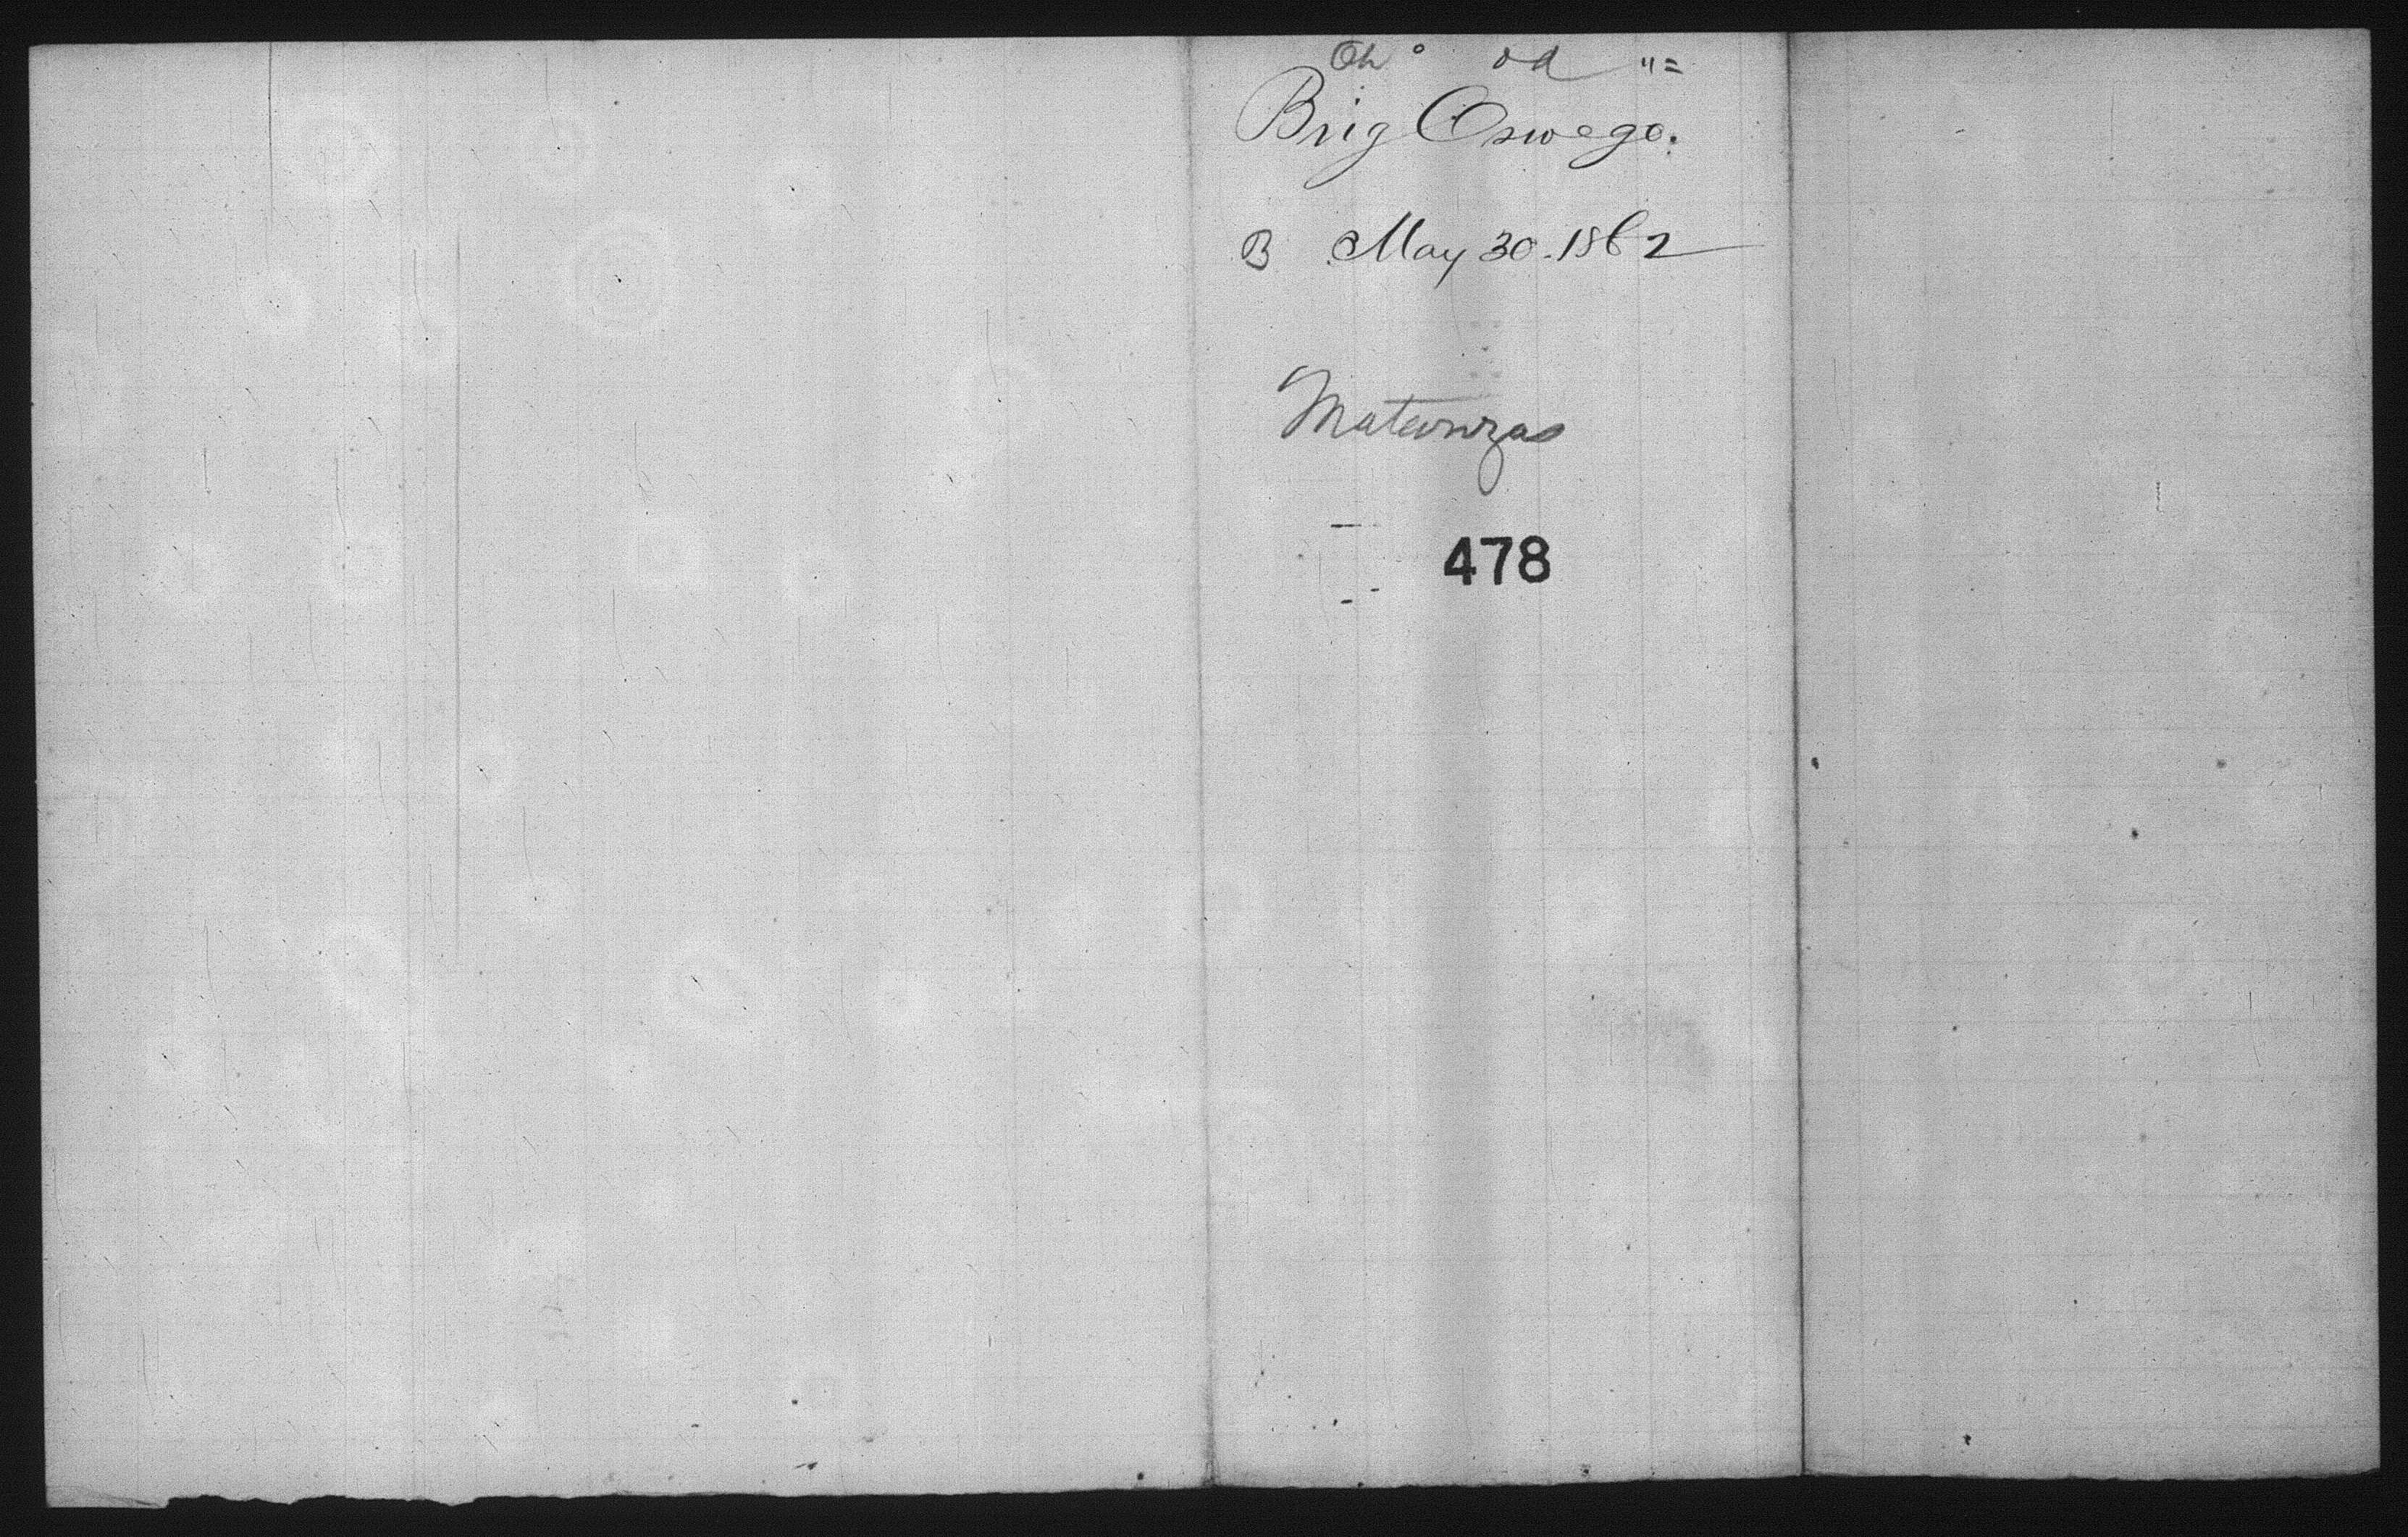 Brig Oswego.
B May 30. 1862
Matanzas
478